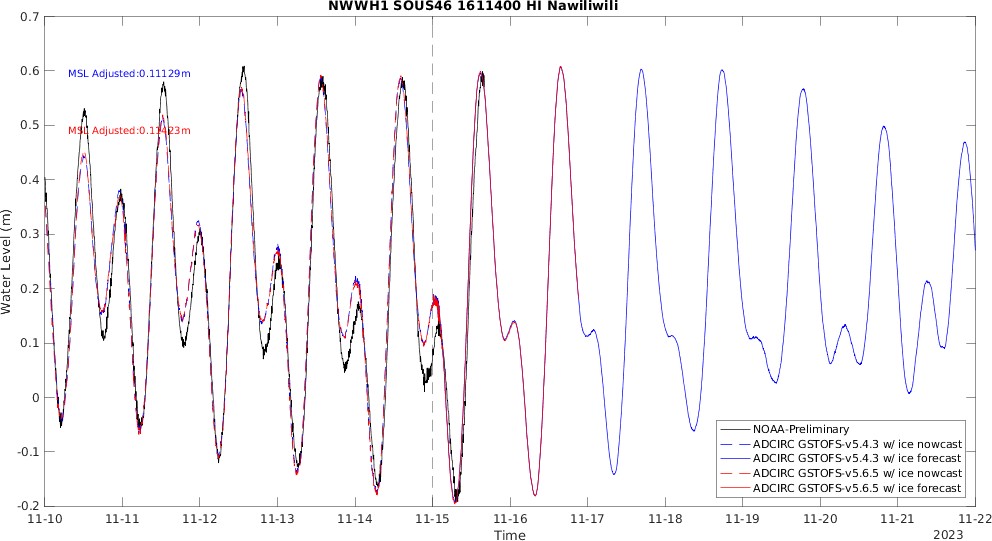 NWWH1 SOUS46 1611400 HI Nawiliwili
0.7
0.6
0.5
0.4
0.3
0.2
0.1
0
-0.1
-0.2
Water Level (m)
MSL Adjusted:0.11129m
MSL Adjusted:0.11423m
NOAA-Preliminary
ADCIRC GSTOFS-v5.4.3 w/ ice nowcast
ADCIRC GSTOFS-v5.4.3 w/ ice forecast
ADCIRC GSTOFS-v5.6.5 w/ ice nowcast
ADCIRC GSTOFS-v5.6.5 w/ ice forecast
11-10 11-11 11-12 11-13 11-14 11-15 11-16 11-17 11-18 11-19 11-20 11-21 11-22
Time
2023